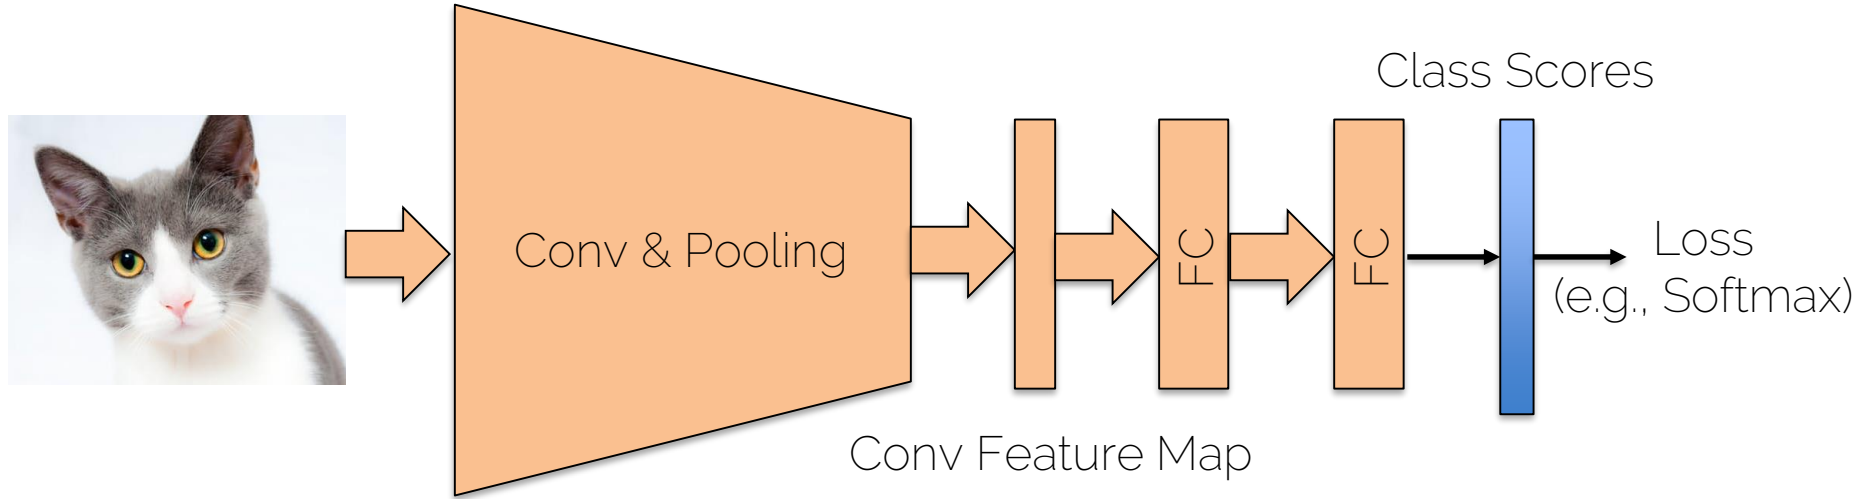 Conv & Pooling
Conv Feature Map
FC
FC
Class Scores
Loss
(e.g., Softmax)